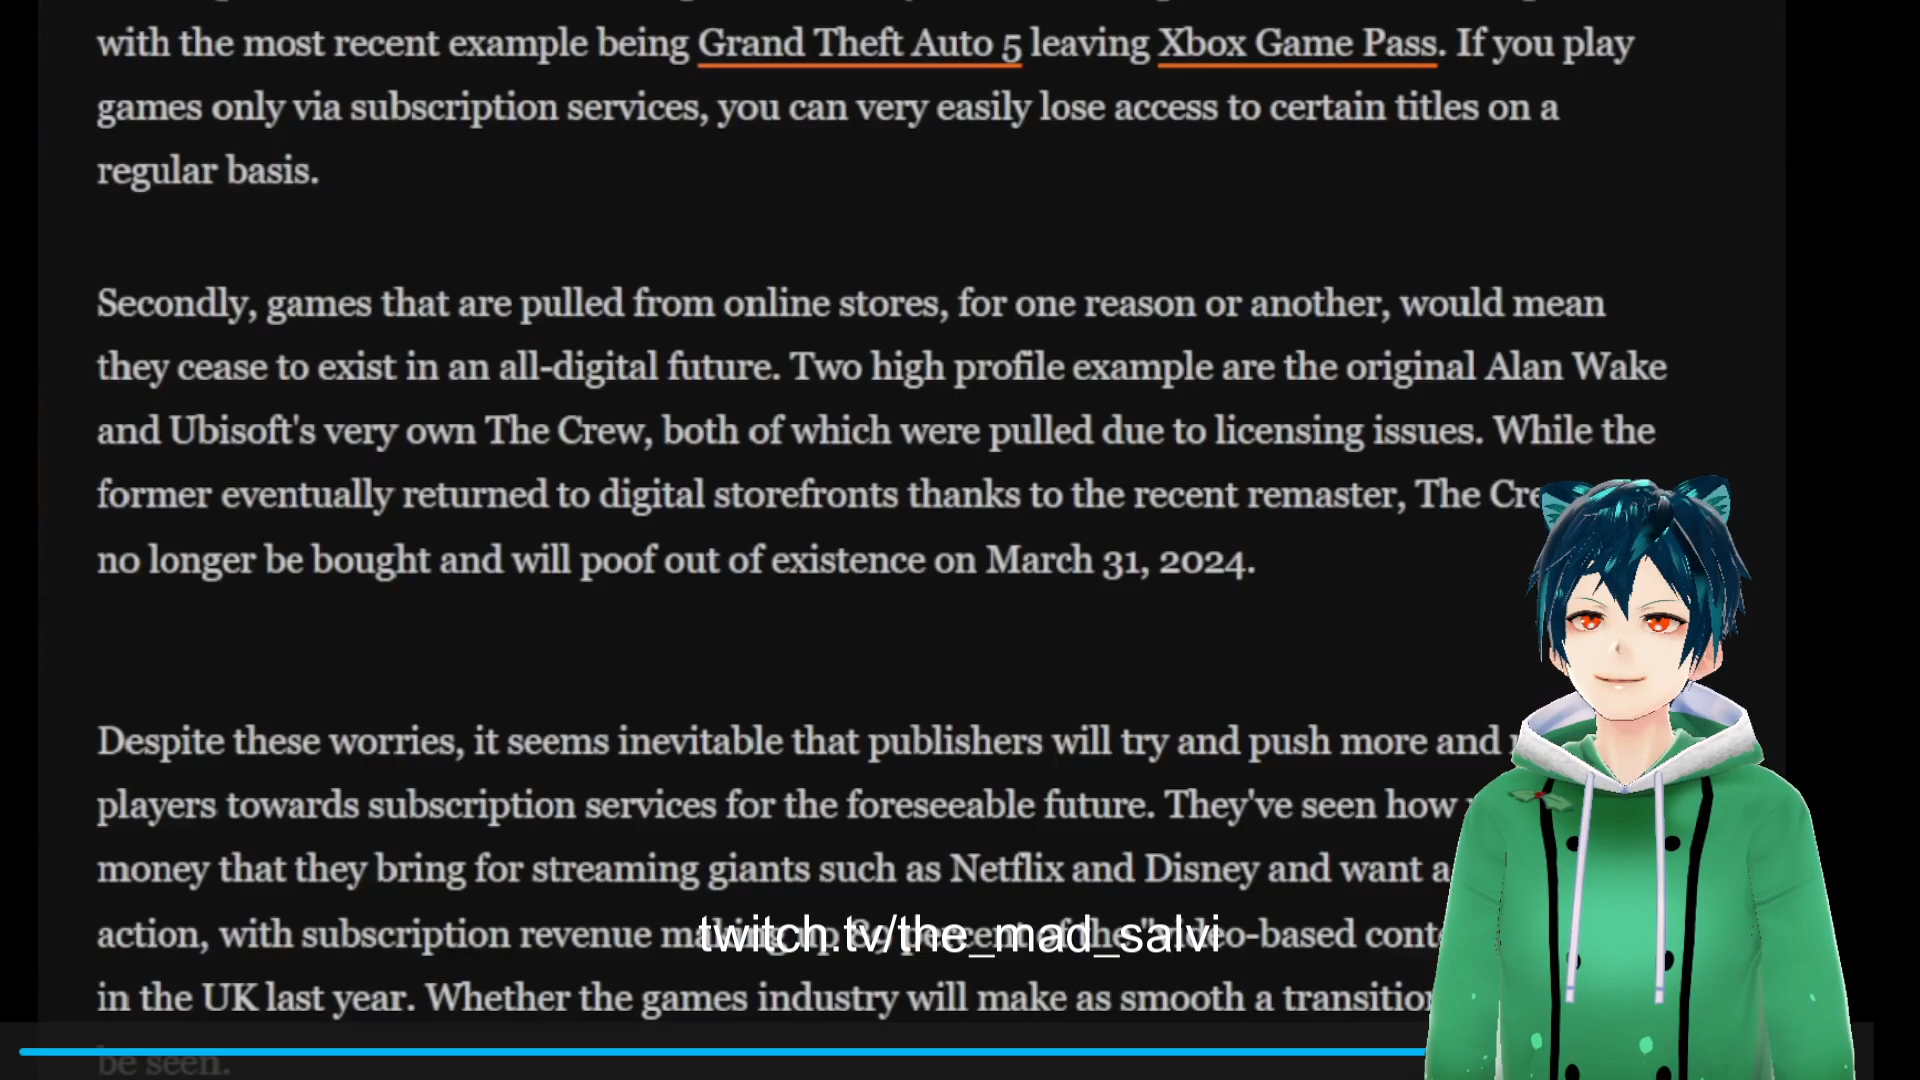 with the most recent example being Grand Theft Auto 5 leaving Xbox Game Pass. If you play
games only via subscription services, you can very easily lose access to certain titles on a
regular basis.
Secondly, games that are pulled from online stores, for one reason or another, would mean
they cease to exist in an all-digital future. Two high profile example are the original Alan Wake
and Ubisoft's very own The Crew, both of which were pulled due to licensing issues. While the
former eventually returned to digital storefronts thanks to the recent remaster, The
no longer be bought and will poof out of existence on March 31, 2024.
Despite these worries, it seems inevitable that publishers will try and push more and
players towards subscription services for the foreseeable future. They've seen how
money that they bring for streaming giants such as Netflix and Disney and want a
action, with subscription revenue
twitch.tv/the_mad_salvi
in the UK last year. Whether the games industry will make as smooth a transition
be seen.